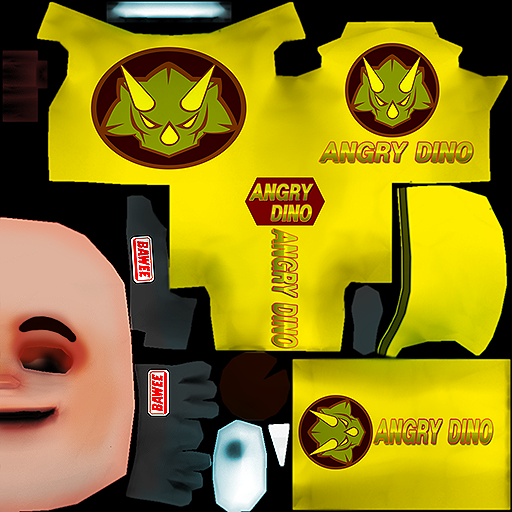 ANGRY DINO
ANGRY
DINO
ANGRY DINO
BAWEE
BAWEE
ANGRY DINO